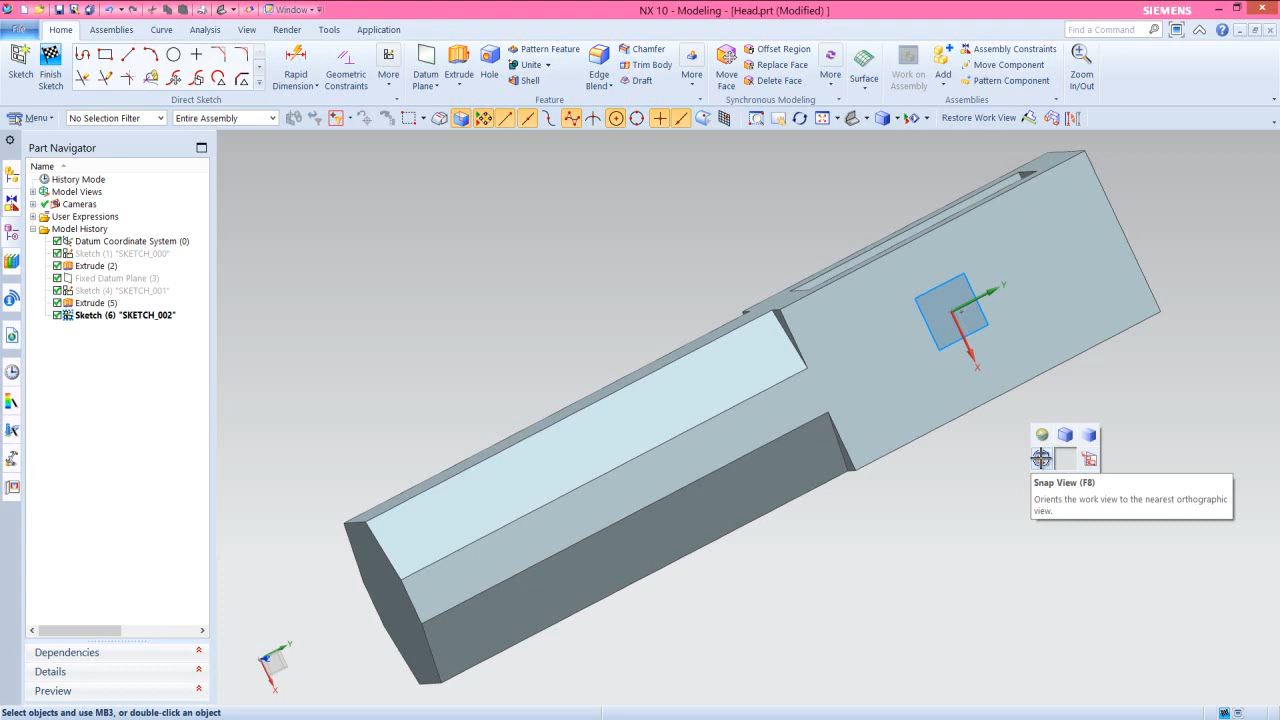 NX 10 - Modeling - [Head.prt (Modified) ]
SIEMENS
Window
File
Home
Assemblies
Curve
Analysis
View
Render
Tools
Application
Find a Command
Sketch
Finish Sketch
Direct Sketch
Rapid Dimension
Geometric Constraints
More
Datum Plane
Extrude
Hole
Pattern Feature
Unite
Shell
Edge Blend
Chamfer
Trim Body
Draft
More
Feature
Move Face
Offset Region
Replace Face
Delete Face
More
Synchronous Modeling
Surface
Work on Assembly
Add
Assembly Constraints
Move Component
Pattern Component
Assemblies
Zoom In/Out
Menu
No Selection Filter
Entire Assembly
Restore Work View
Part Navigator
Name
History Mode
Model Views
Cameras
User Expressions
Model History
Datum Coordinate System (0)
Sketch (1) "SKETCH_000"
Extrude (2)
Fixed Datum Plane (3)
Sketch (4) "SKETCH_001"
Extrude (5)
Sketch (6) "SKETCH_002"
Y
X
Snap View (F8)
Orients the work view to the nearest orthographic
view.
Y
X
Dependencies
Details
Preview
Select objects and use MB3, or double-click an object